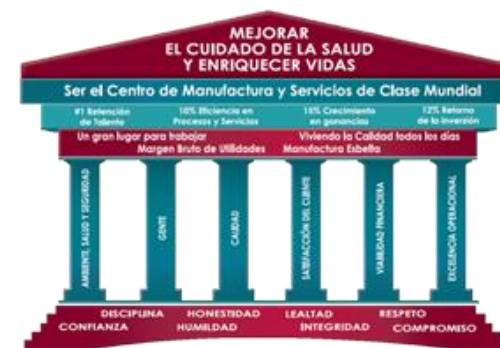 MEJORAR
EL CUIDADO DE LA SALUD
Y ENRIQUECER VIDAS
Ser el Centro de Manufactura y Servicios de Clase Mundial
#1 Retención de Talento
10% Eficiencia en Procesos y Servicios
15% Crecimiento en ganancias
12% Retorno de la inversión
Un gran lugar para trabajar
Viviendo la Calidad todos los días
Margen Bruto de Utilidades
Manufactura Esbelta
AMBIENTE, SALUD Y SEGURIDAD
GENTE
CALIDAD
SATISFACCIÓN DEL CLIENTE
VIABILIDAD FINANCIERA
EXCELENCIA OPERACIONAL
DISCIPLINA HONESTIDAD LEALTAD RESPETO
CONFIANZA HUMILDAD INTEGRIDAD COMPROMISO